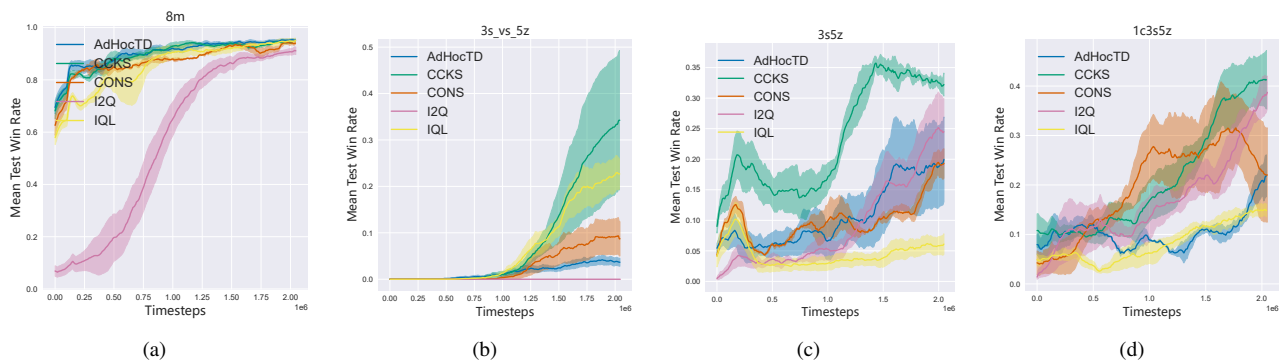 8m
Mean Test Win Rate
1.0
0.8
0.6
0.4
0.2
0.0
AdHocTD
CCKS
CONS
I2Q
IQL
0.00 0.25 0.50 0.75 1.00 1.25 1.50 1.75 2.00
1e6
Timesteps
(a)
3s_vs_5z
Mean Test Win Rate
0.5
0.4
0.3
0.2
0.1
0.0
AdHocTD
CCKS
CONS
I2Q
IQL
0.00 0.25 0.50 0.75 1.00 1.25 1.50 1.75 2.00
1e6
Timesteps
(b)
3s5z
Mean Test Win Rate
0.35
0.30
0.25
0.20
0.15
0.10
0.05
0.00
AdHocTD
CCKS
CONS
I2Q
IQL
0.0 0.5 1.0 1.5 2.0
1e6
Timesteps
(c)
1c3s5z
Mean Test Win Rate
0.4
0.3
0.2
0.1
0.0
AdHocTD
CCKS
CONS
I2Q
IQL
0.0 0.5 1.0 1.5 2.0
1e6
Timesteps
(d)